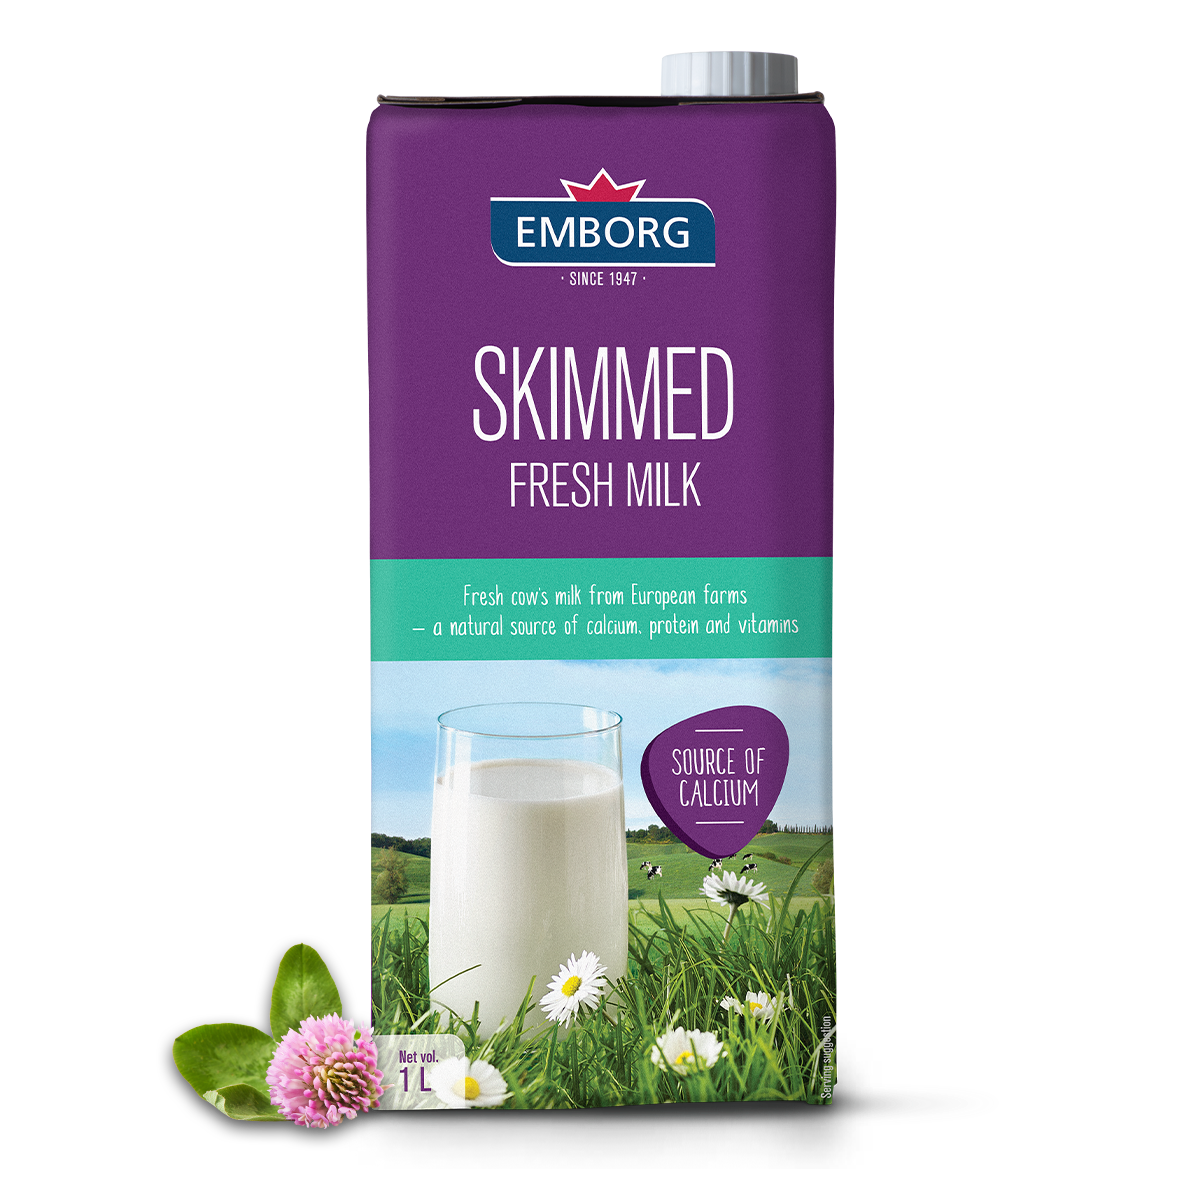 EMBORG
· SINCE 1947 ·
SKIMMED
FRESH MILK
Fresh cow's milk from European farms
– a natural source of calcium, protein and vitamins
SOURCE OF
CALCIUM
Net vol.
1 L
Serving suggestion